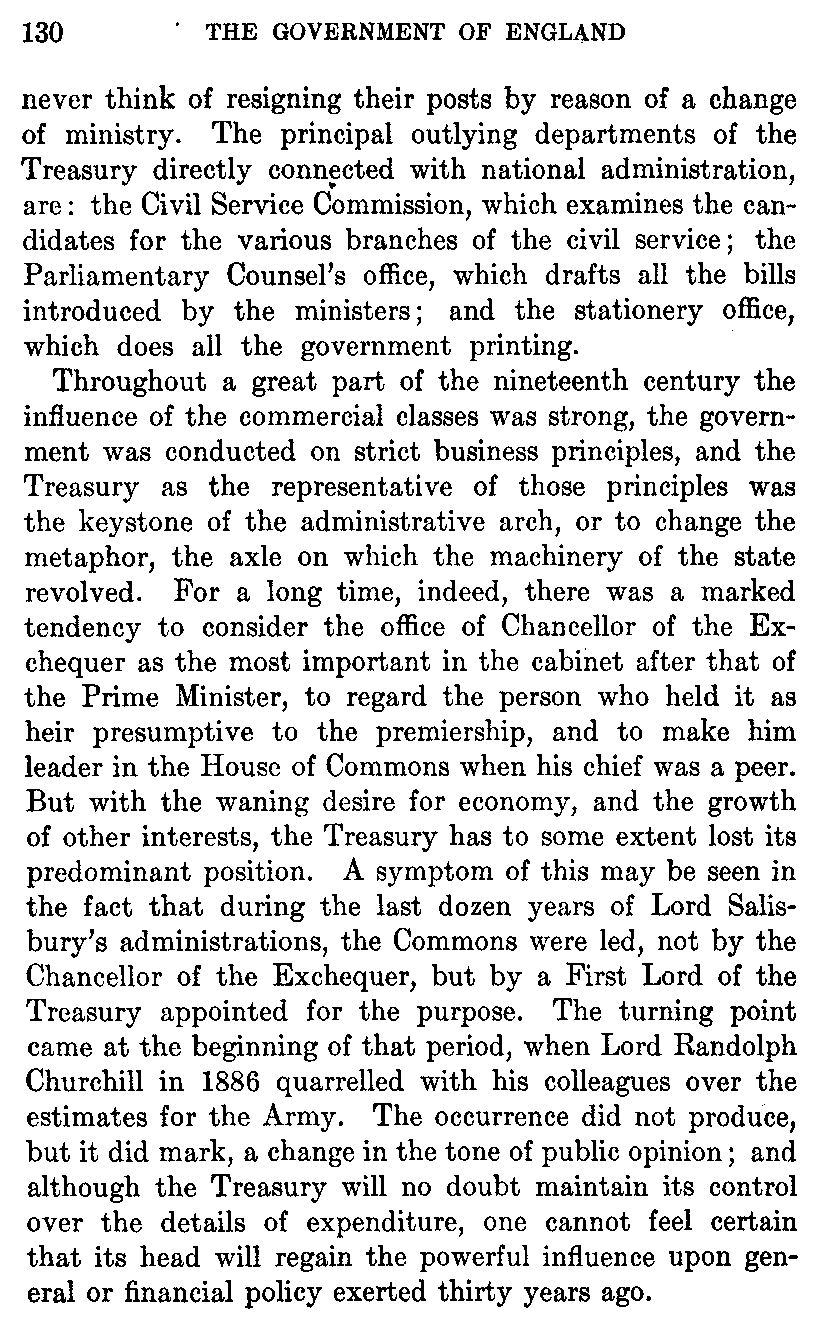 130 THE GOVERNMENT OF ENGLAND
never think of resigning their posts by reason of a change
of ministry. The principal outlying departments of the
Treasury directly connected with national administration,
are: the Civil Service Commission, which examines the can-
didates for the various branches of the civil service; the
Parliamentary Counsel's office, which drafts all the bills
introduced by the ministers; and the stationery office,
which does all the government printing.
Throughout a great part of the nineteenth century the
influence of the commercial classes was strong, the govern-
ment was conducted on strict business principles, and the
Treasury as the representative of those principles was
the keystone of the administrative arch, or to change the
metaphor, the axle on which the machinery of the state
revolved. For a long time, indeed, there was a marked
tendency to consider the office of Chancellor of the Ex-
chequer as the most important in the cabinet after that of
the Prime Minister, to regard the person who held it as
heir presumptive to the premiership, and to make him
leader in the House of Commons when his chief was a peer.
But with the waning desire for economy, and the growth
of other interests, the Treasury has to some extent lost its
predominant position. A symptom of this may be seen in
the fact that during the last dozen years of Lord Salis-
bury's administrations, the Commons were led, not by the
Chancellor of the Exchequer, but by a First Lord of the
Treasury appointed for the purpose. The turning point
came at the beginning of that period, when Lord Randolph
Churchill in 1886 quarrelled with his colleagues over the
estimates for the Army. The occurrence did not produce,
but it did mark, a change in the tone of public opinion; and
although the Treasury will no doubt maintain its control
over the details of expenditure, one cannot feel certain
that its head will regain the powerful influence upon gen-
eral or financial policy exerted thirty years ago.